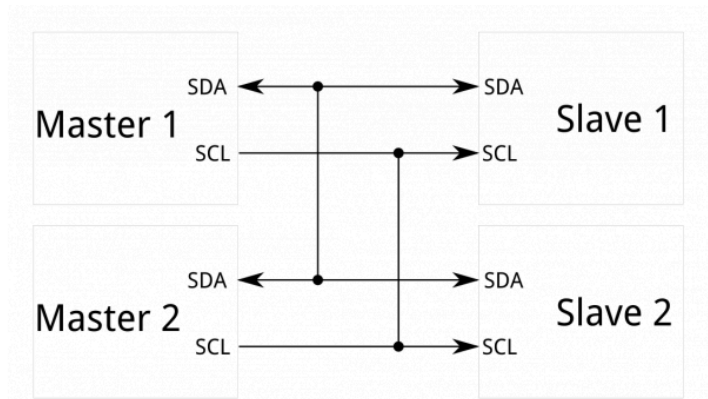 SDA
SDA
Master 1
Slave 1
SCL
SCL
SDA
SDA
Master 2
Slave 2
SCL
SCL